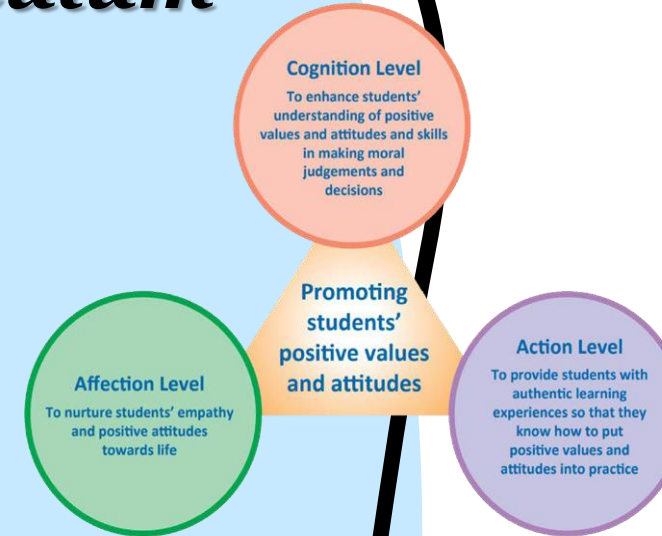 Cognition Level
To enhance students'
understanding of positive
values and attitudes and skills
in making moral
judgements and
decisions
Promoting
students'
positive values
and attitudes
Affection Level
To nurture students' empathy
and positive attitudes
towards life
Action Level
To provide students with
authentic learning
experiences so that they
know how to put
positive values and
attitudes into practice